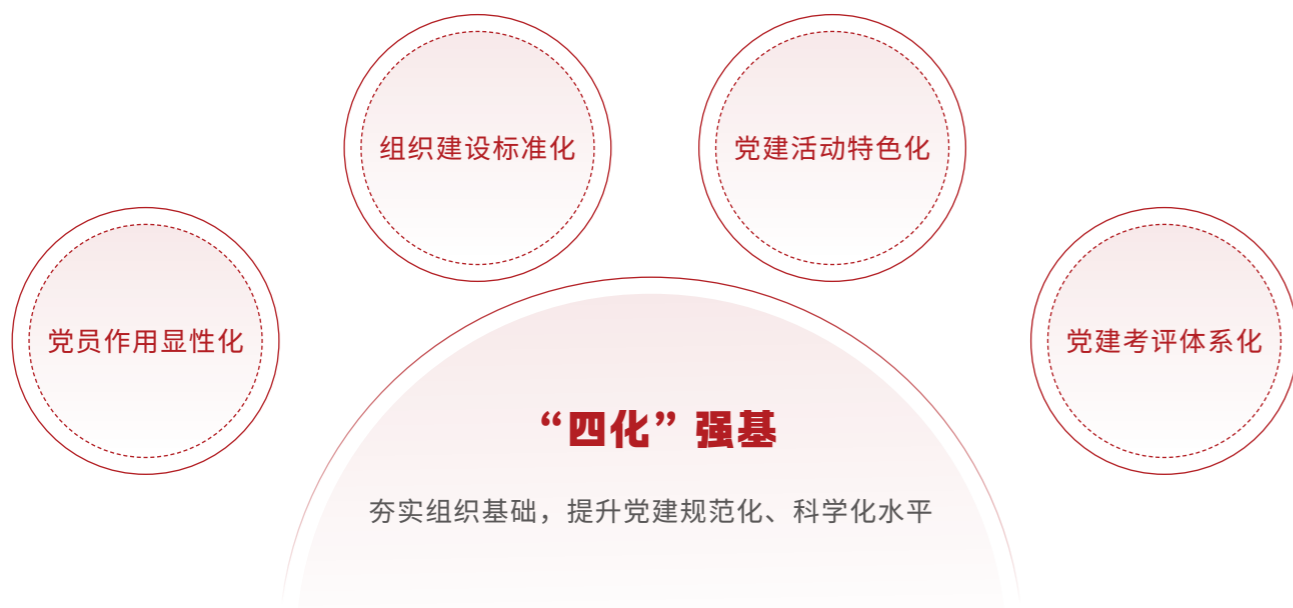 组织建设标准化
党建活动特色化
党员作用显性化
党建考评体系化
“四化”强基
夯实组织基础，提升党建规范化、科学化水平